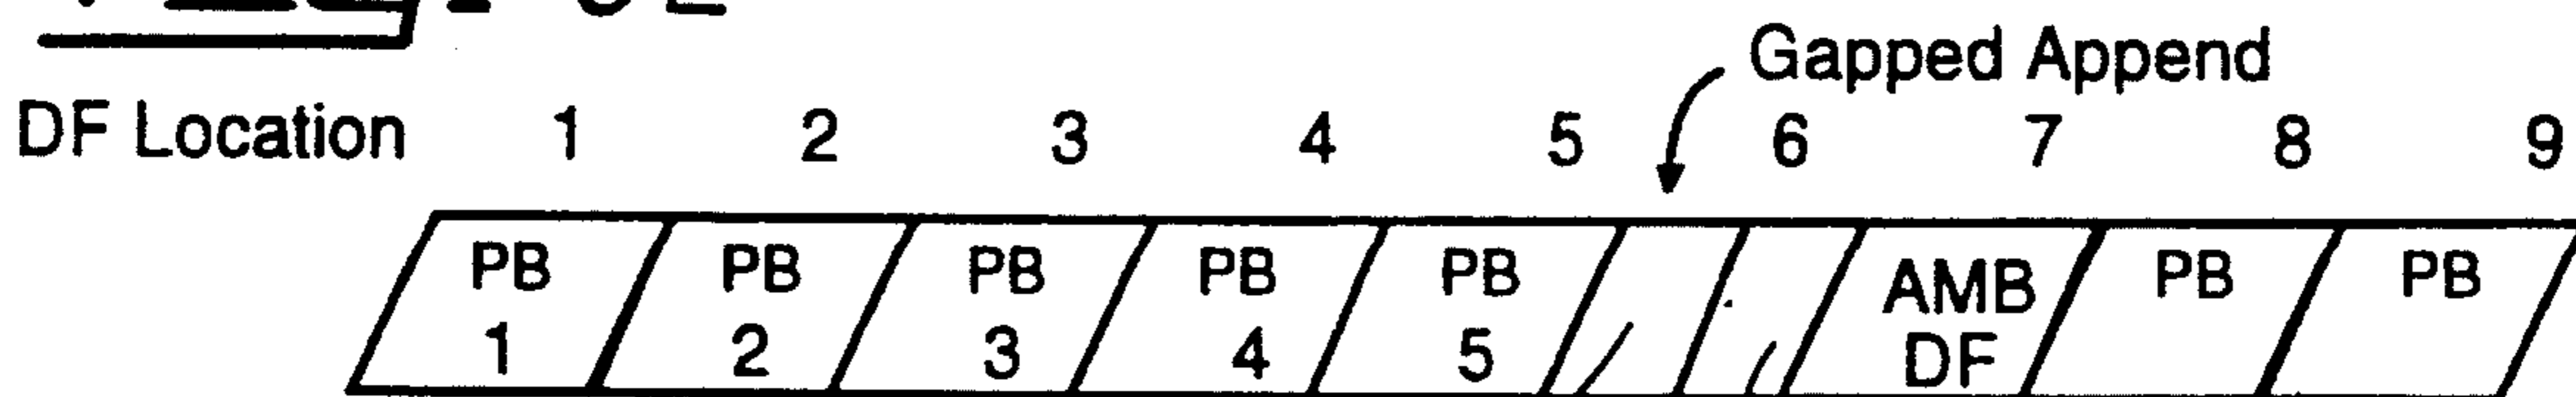 Gapped Append
DF Location 1 2 3 4 5 6 7 8 9
PB PB PB PB PB AMB PB PB
1 2 3 4 5 DF